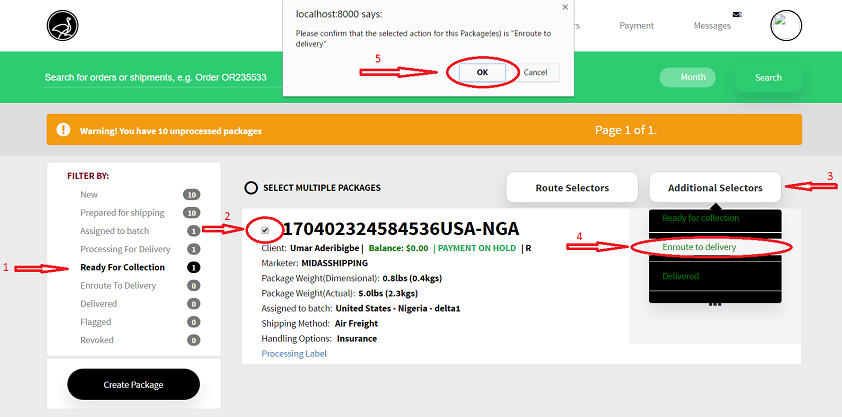 localhost:8000 says:
Please confirm that the selected action for this Package(es) is "Enroute to
delivery"
5
OK Cancel
rs Payment Messages
Search for orders or shipments, e.g. Order OR235533
Month Search
Warning! You have 10 unprocessed packages
Page 1 of 1.
FILTER BY:
New 10
Prepared for shipping 10
Assigned to batch 1
Processing For Delivery 1
1 Ready For Collection 1
Enroute To Delivery 0
Delivered 0
Flagged 0
Revoked 0
Create Package
SELECT MULTIPLE PACKAGES
Route Selectors
Additional Selectors
3
2
170402324584536USA-NGA
Client: Umar Aderibigbe | Balance: $0.00 | PAYMENT ON HOLD | R
Marketer: MIDASSHIPPING
Package Weight(Dimensional): 0.8lbs (0.4kgs)
Package Weight(Actual): 5.0lbs (2.3kgs)
Assigned to batch: United States - Nigeria - delta1
Shipping Method: Air Freight
Handling Options: Insurance
Processing Label
Ready for collection
4
Enroute to delivery
Delivered